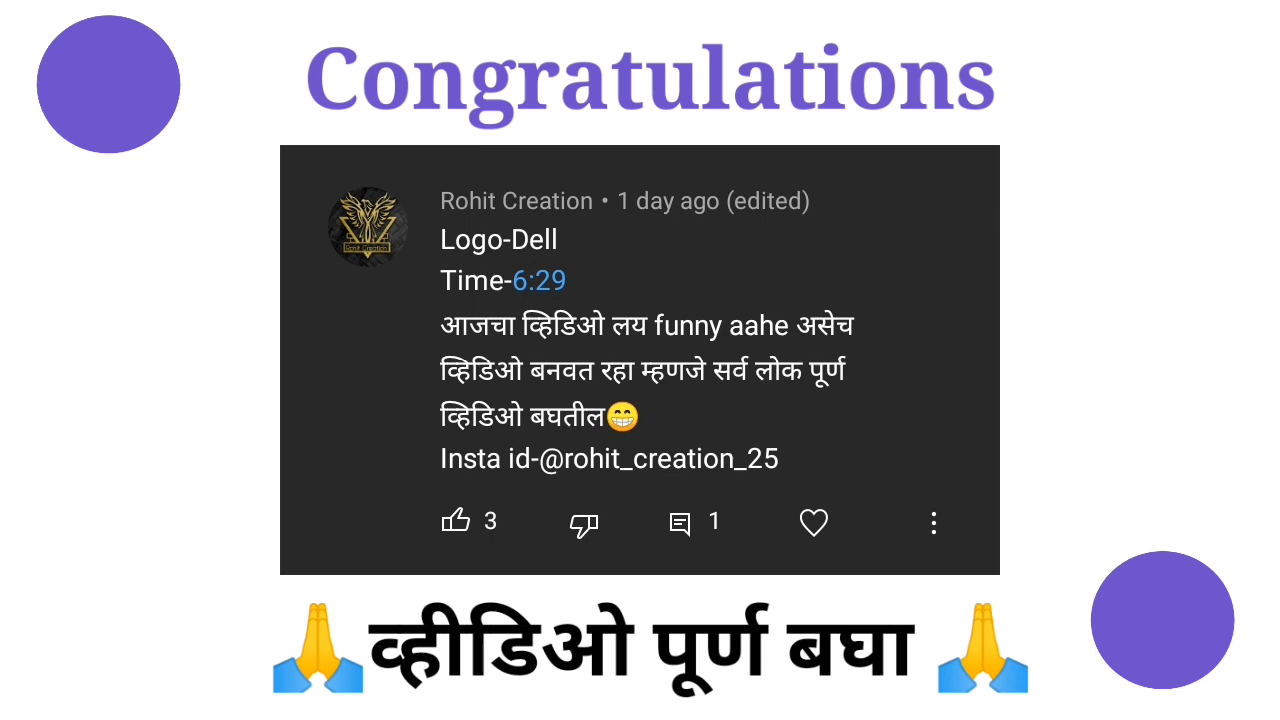 Congratulations
Rohit Creation • 1 day ago (edited)
Logo-Dell
Time-6:29
आजचा व्हिडिओ लय funny aahe असेच
व्हिडिओ बनवत रहा म्हणजे सर्व लोक पूर्ण
व्हिडिओ बघतील😁
Insta id-@rohit_creation_25
3 1
🙏व्हीडिओ पूर्ण बघा 🙏